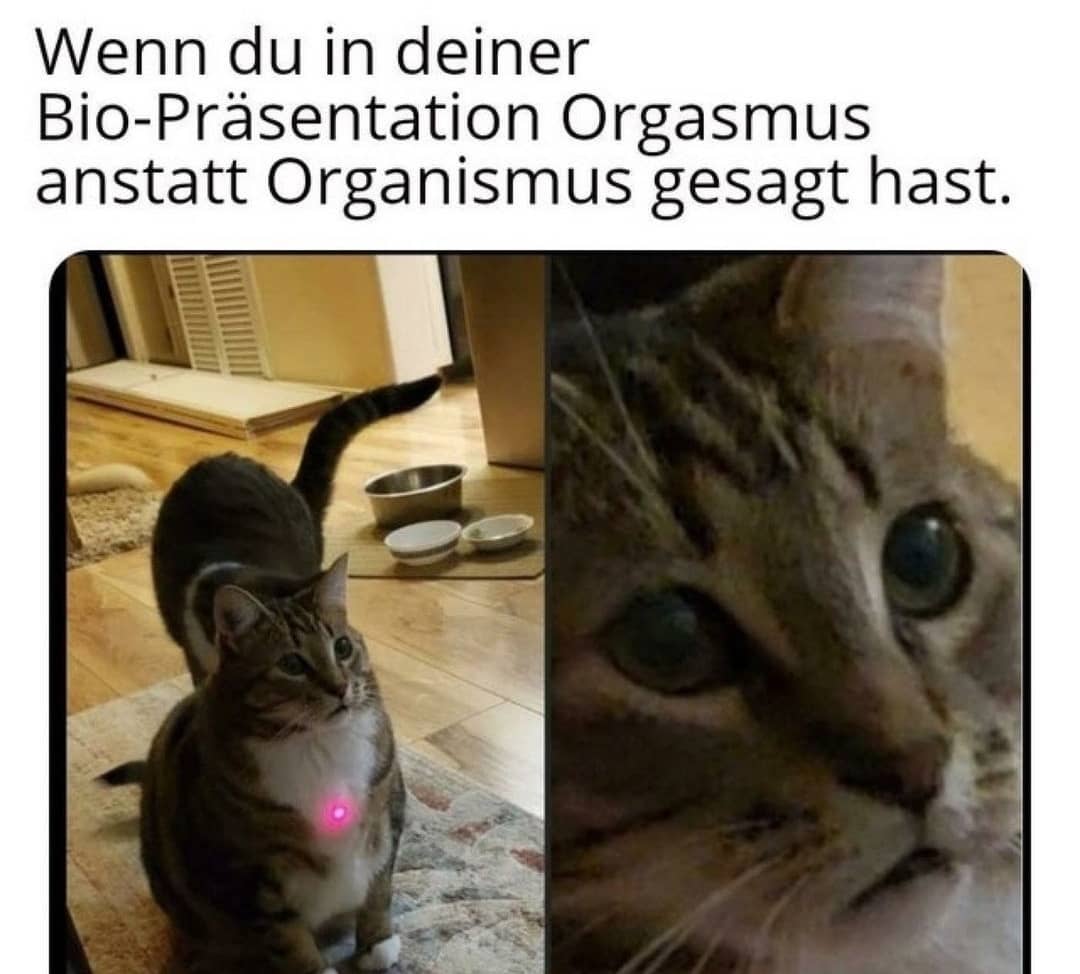 Wenn du in deiner
Bio-Präsentation Orgasmus
anstatt Organismus gesagt hast.